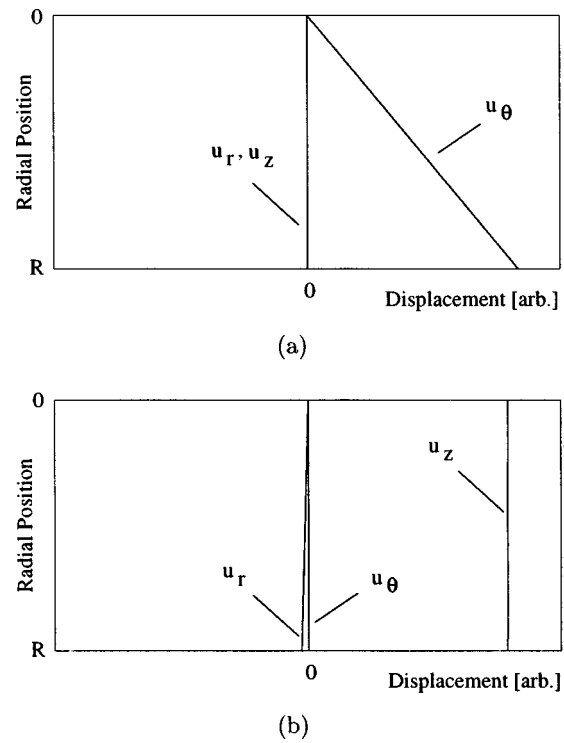 0
Radial Position
u_r, u_z
u_θ
R
0
Displacement [arb.]
(a)
0
Radial Position
u_z
u_r
u_θ
R
0
Displacement [arb.]
(b)